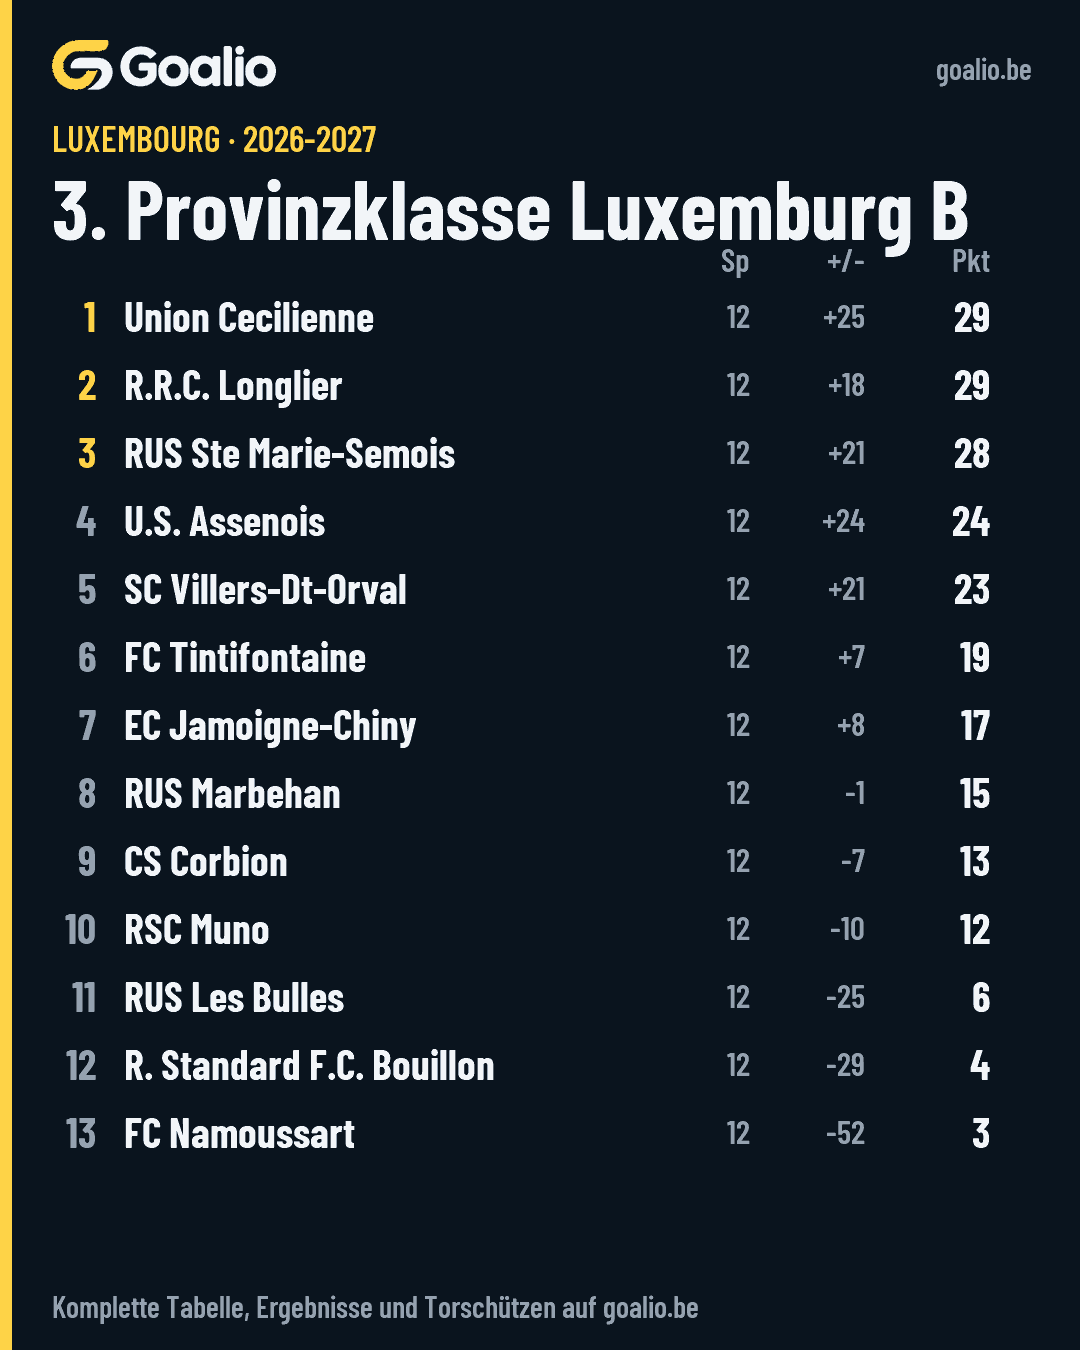 Goalio
goalio.be
LUXEMBOURG · 2026-2027
3. Provinzklasse Luxemburg B
Sp +/- Pkt
1 Union Cecilienne 12 +25 29
2 R.R.C. Longlier 12 +18 29
3 RUS Ste Marie-Semois 12 +21 28
4 U.S. Assenois 12 +24 24
5 SC Villers-Dt-Orval 12 +21 23
6 FC Tintifontaine 12 +7 19
7 EC Jamoigne-Chiny 12 +8 17
8 RUS Marbehan 12 -1 15
9 CS Corbion 12 -7 13
10 RSC Muno 12 -10 12
11 RUS Les Bulles 12 -25 6
12 R. Standard F.C. Bouillon 12 -29 4
13 FC Namoussart 12 -52 3
Komplette Tabelle, Ergebnisse und Torschützen auf goalio.be